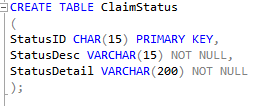 CREATE TABLE ClaimStatus
(
StatusID CHAR(15) PRIMARY KEY,
StatusDesc VARCHAR(15) NOT NULL,
StatusDetail VARCHAR(200) NOT NULL
);